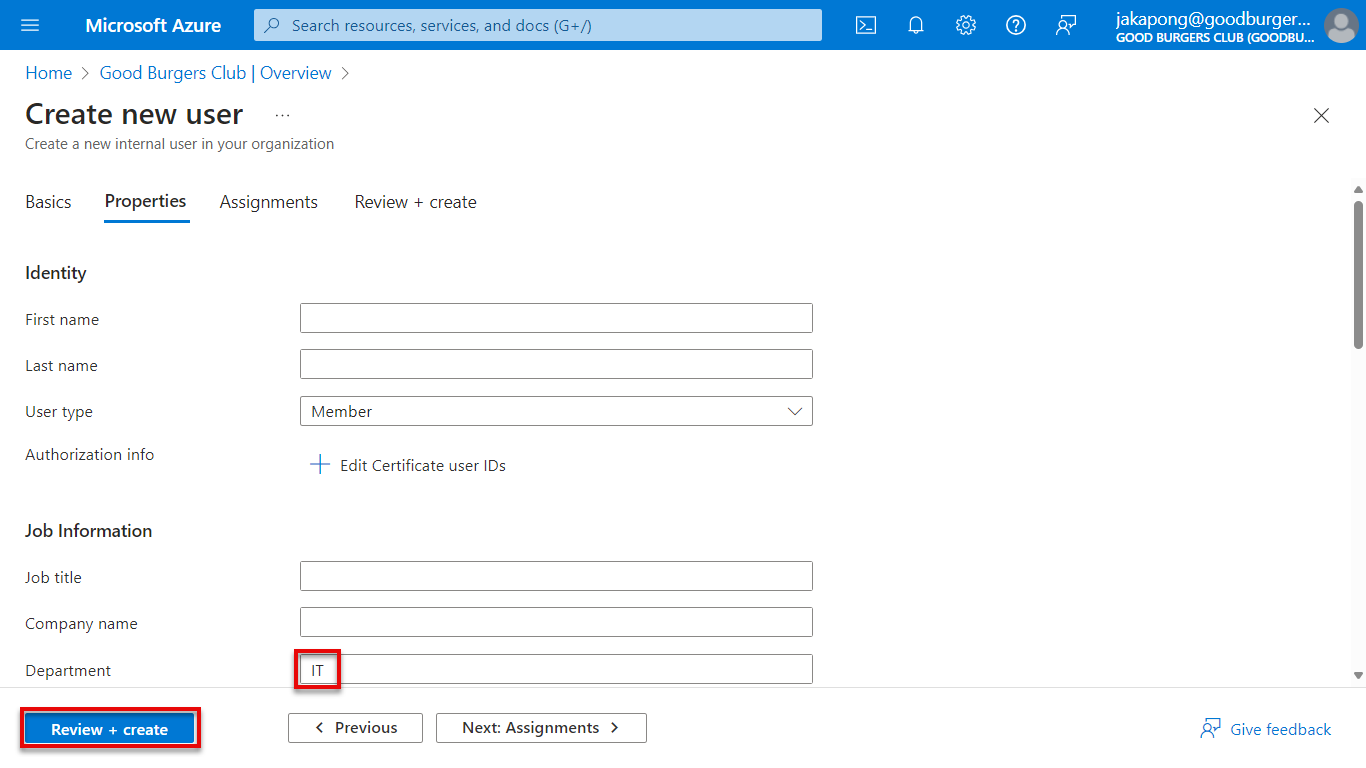 Microsoft Azure
Search resources, services, and docs (G+/)
jakapong@goodburger...
GOOD BURGERS CLUB (GOODBU...
Home > Good Burgers Club | Overview >
Create new user ...
Create a new internal user in your organization
Basics Properties Assignments Review + create
Identity
First name
Last name
User type Member
Authorization info
+ Edit Certificate user IDs
Job Information
Job title
Company name
Department IT
Review + create < Previous Next: Assignments > Give feedback